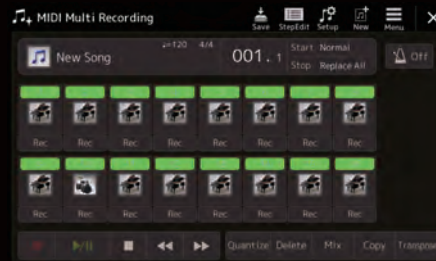 MIDI Multi Recording
Save StepEdit Setup New Menu
New Song
♩=120 4/4
001. 1
Start Normal
Stop Replace All
Off
Rec Rec Rec Rec Rec Rec Rec Rec
Rec Rec Rec Rec Rec Rec Rec Rec
Quantize Delete Mix Copy Transpose